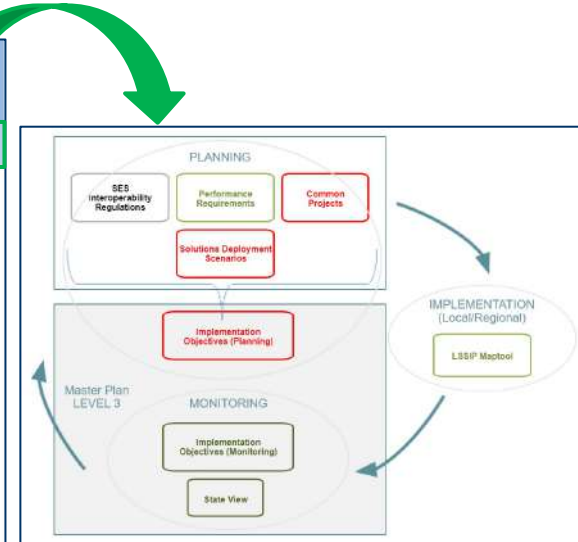 PLANNING
SES
Interoperability
Regulations
Performance
Requirements
Common
Projects
Solutions Deployment
Scenarios
Implementation
Objectives (Planning)
IMPLEMENTATION
(Local/Regional)
LSSIP Maptool
Master Plan
LEVEL 3
MONITORING
Implementation
Objectives (Monitoring)
State View